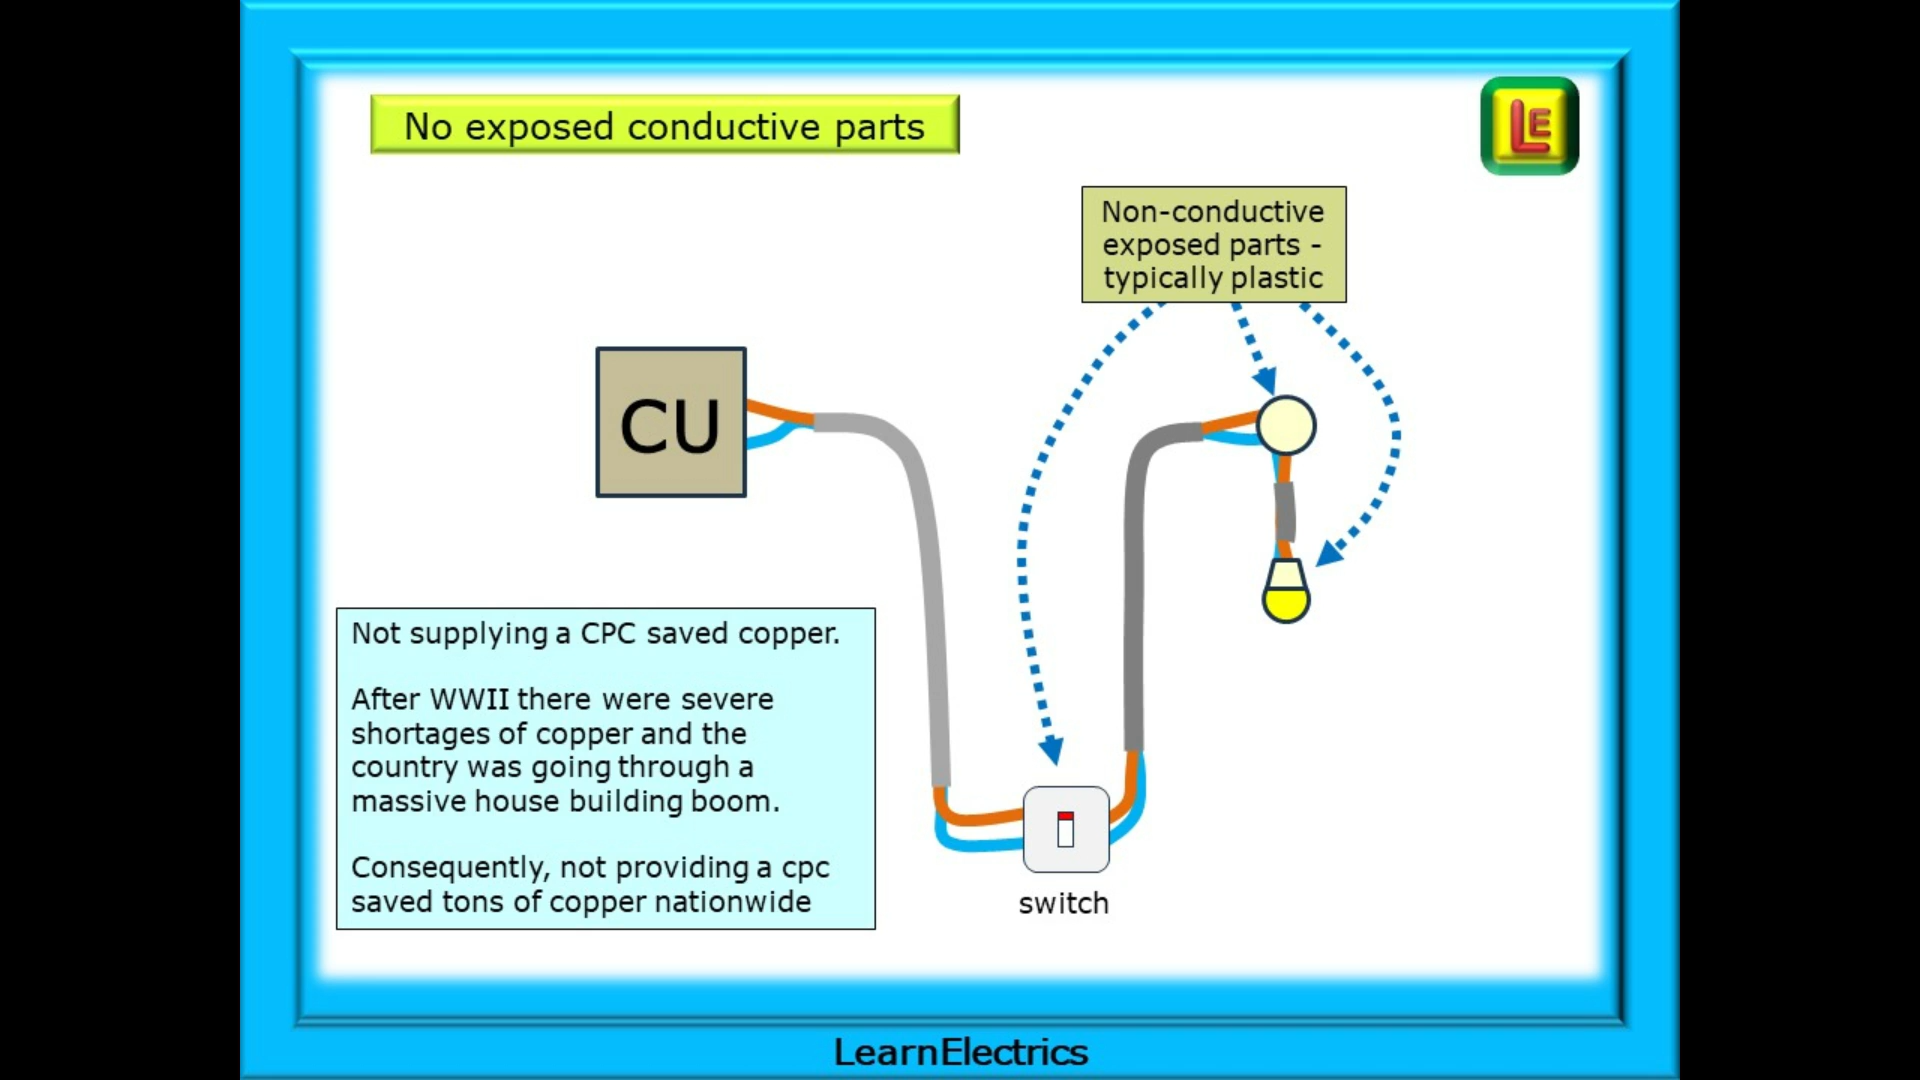 No exposed conductive parts
LE
Non-conductive
exposed parts -
typically plastic
CU
Not supplying a CPC saved copper.
After WWII there were severe
shortages of copper and the
country was going through a
massive house building boom.
Consequently, not providing a cpc
saved tons of copper nationwide
switch
LearnElectrics